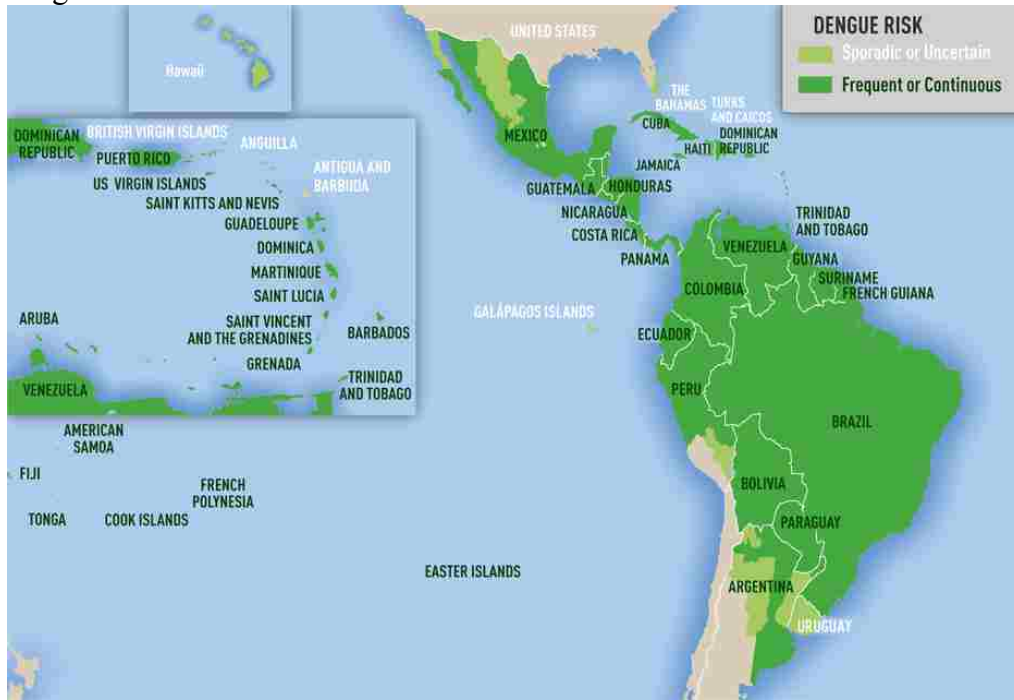 UNITED STATES
DENGUE RISK
Sporadic or Uncertain
Frequent or Continuous
Hawaii
THE
BAHAMAS
TURKS
AND CAICOS
CUBA
DOMINICAN
REPUBLIC
HAITI
JAMAICA
MEXICO
GUATEMALA
HONDURAS
NICARAGUA
COSTA RICA
PANAMA
DOMINICAN
REPUBLIC
BRITISH VIRGIN ISLANDS
PUERTO RICO
ANGUILLA
US VIRGIN ISLANDS
ANTIGUA AND
BARBUDA
SAINT KITTS AND NEVIS
GUADELOUPE
DOMINICA
MARTINIQUE
SAINT LUCIA
SAINT VINCENT
AND THE GRENADINES
BARBADOS
GRENADA
ARUBA
VENEZUELA
TRINIDAD
AND TOBAGO
TRINIDAD
AND TOBAGO
VENEZUELA
GUYANA
SURINAME
FRENCH GUIANA
COLOMBIA
GALÁPAGOS ISLANDS
ECUADOR
PERU
BRAZIL
BOLIVIA
PARAGUAY
ARGENTINA
URUGUAY
AMERICAN
SAMOA
FIJI
FRENCH
POLYNESIA
TONGA
COOK ISLANDS
EASTER ISLANDS